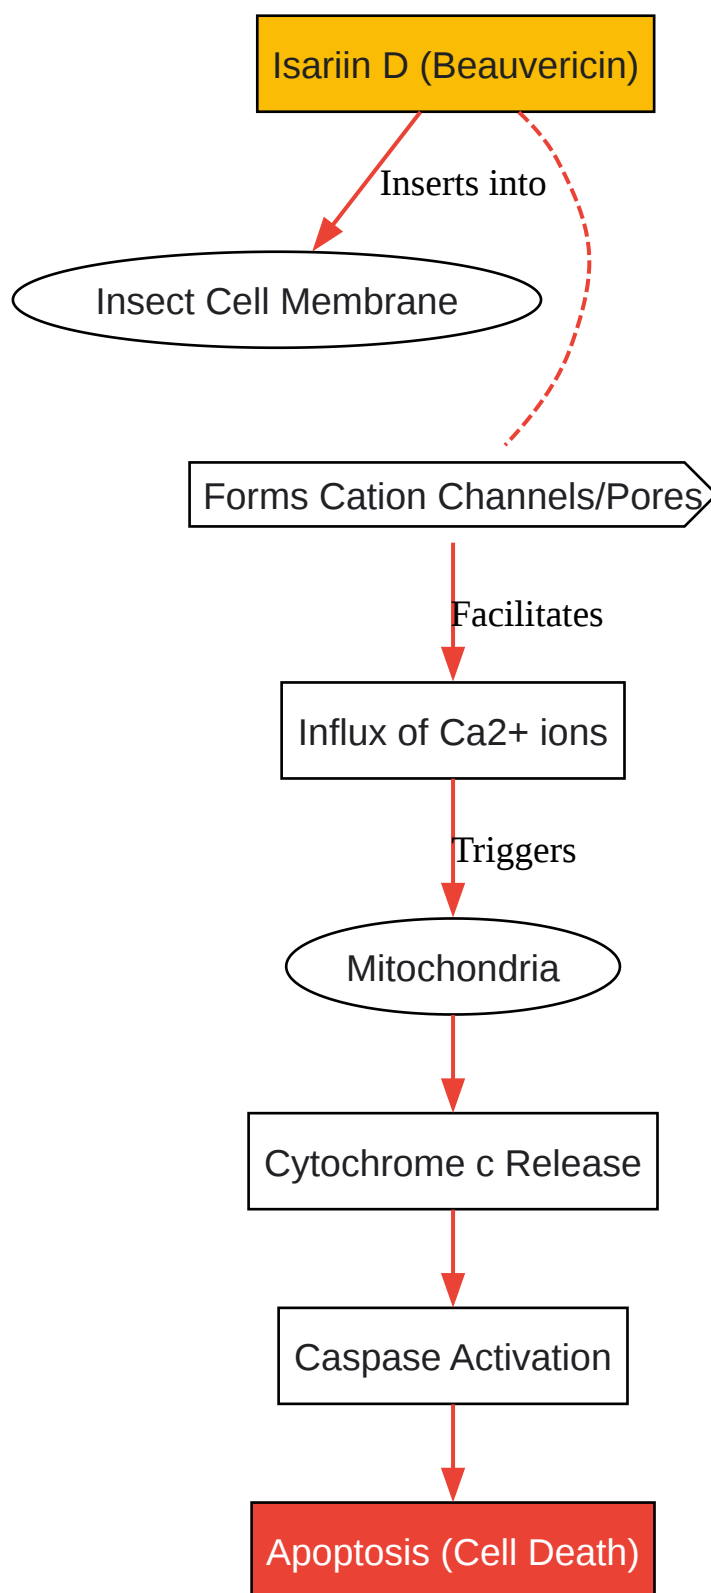 Isariin D (Beauvericin)
Inserts into
Insect Cell Membrane
Forms Cation Channels/Pores
Facilitates
Influx of Ca2+ ions
Triggers
Mitochondria
Cytochrome c Release
Caspase Activation
Apoptosis (Cell Death)